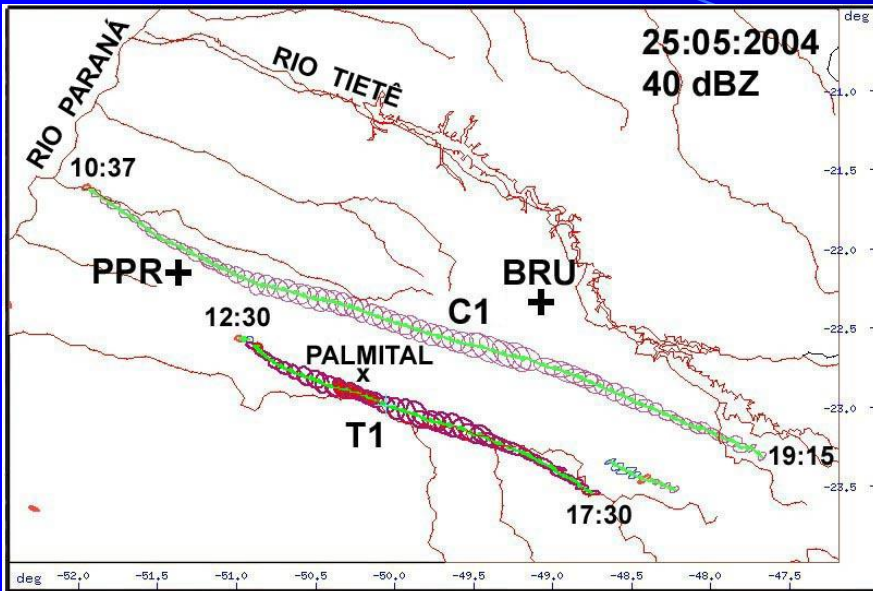 25:05:2004
deg
40 dBZ
RIO PARANÁ
RIO TIETÊ
-21.0
10:37
-21.5
PPR
BRU
-22.0
12:30
C1
-22.5
PALMITAL
x
T1
-23.0
19:15
17:30
-23.5
deg -52.0 -51.5 -51.0 -50.5 -50.0 -49.5 -49.0 -48.5 -48.0 -47.5